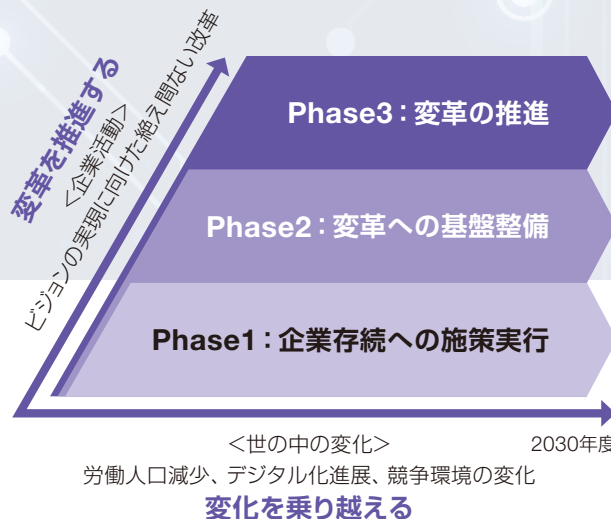 変革を推進する
＜企業活動＞
ビジョンの実現に向けた絶え間ない改革
Phase3：変革の推進
Phase2：変革への基盤整備
Phase1：企業存続への施策実行
＜世の中の変化＞
2030年度
労働人口減少、デジタル化進展、競争環境の変化
変化を乗り越える